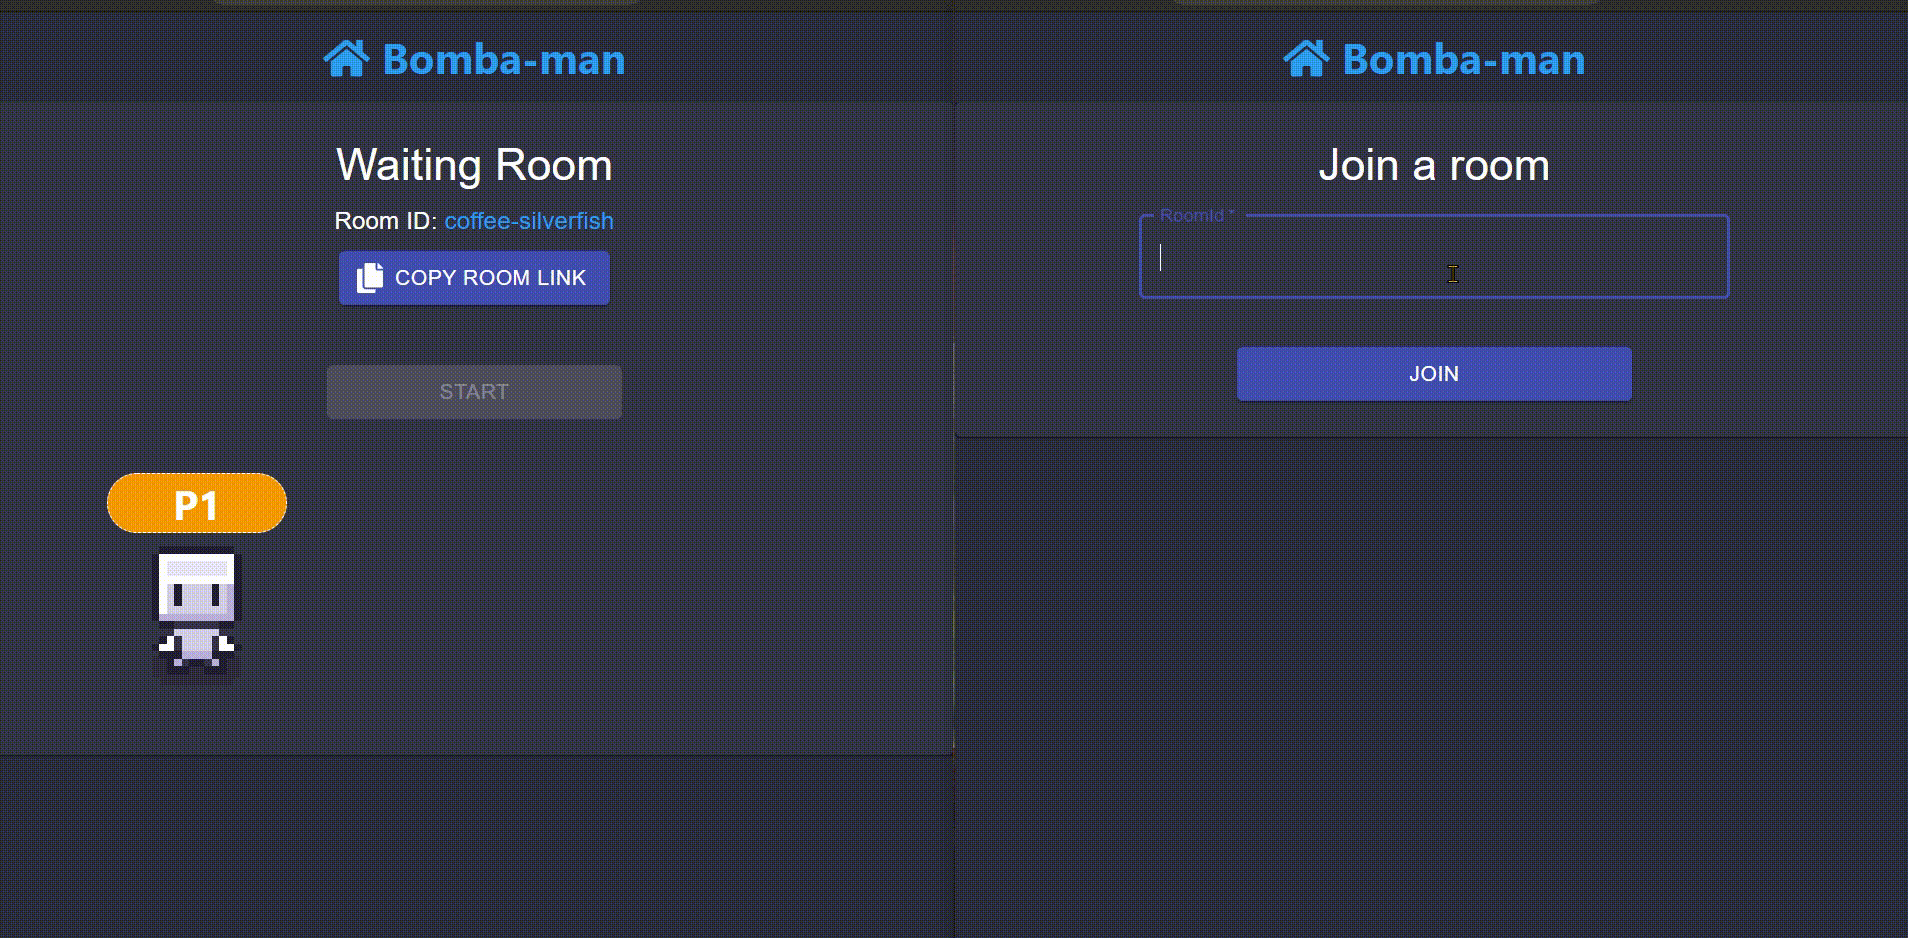 Bomba-man
Waiting Room
Room ID: coffee-silverfish
COPY ROOM LINK
START
P1
Bomba-man
Join a room
RoomId *
JOIN